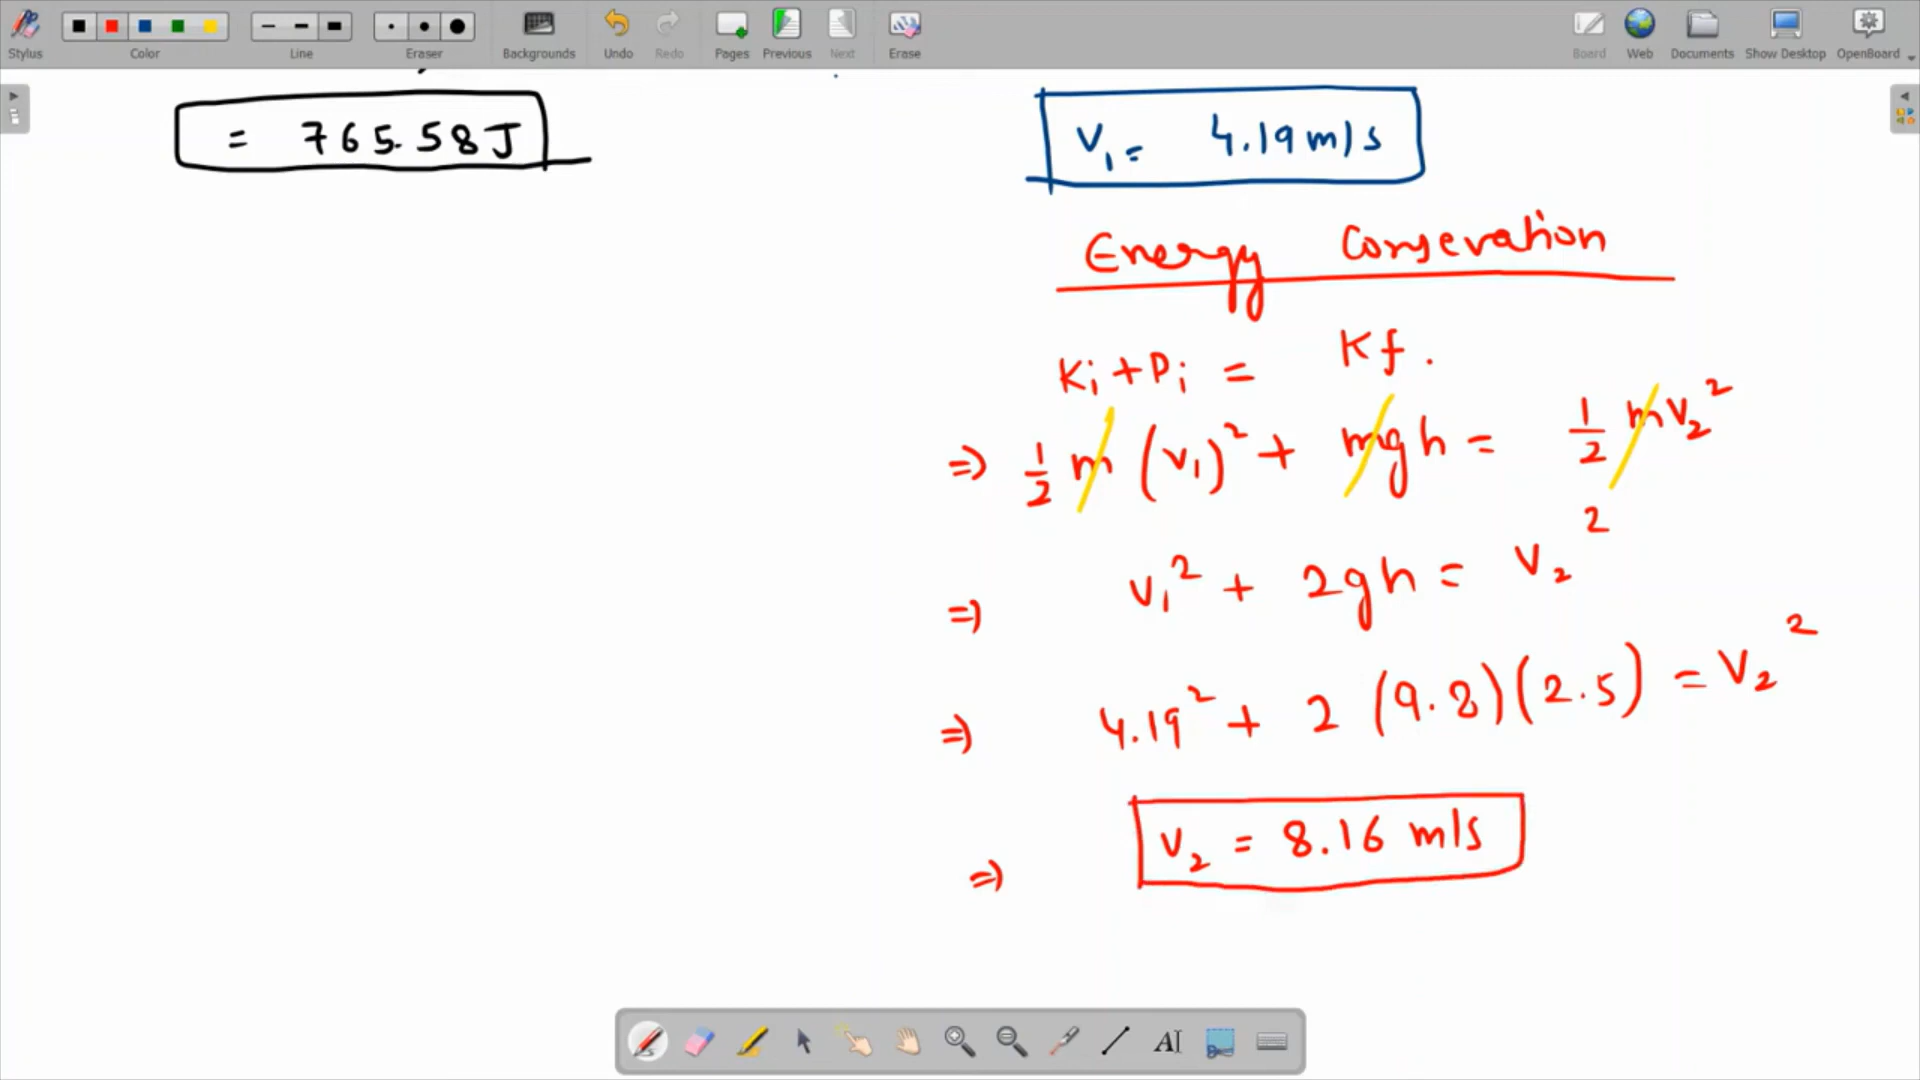 Stylus Color Line Eraser Backgrounds Undo Redo Pages Previous Next Erase Board Web Documents Show Desktop OpenBoard
= 765.58J
V₁ = 4.19 m/s
Energy Consevation
Ki + Pi = Kf.
⇒ 1/2 m (v₁)² + mgh = 1/2 mv₂²
⇒ v₁² + 2gh = v₂²
⇒ 4.19² + 2 (9.8)(2.5) = V₂²
⇒ V₂ = 8.16 m/s